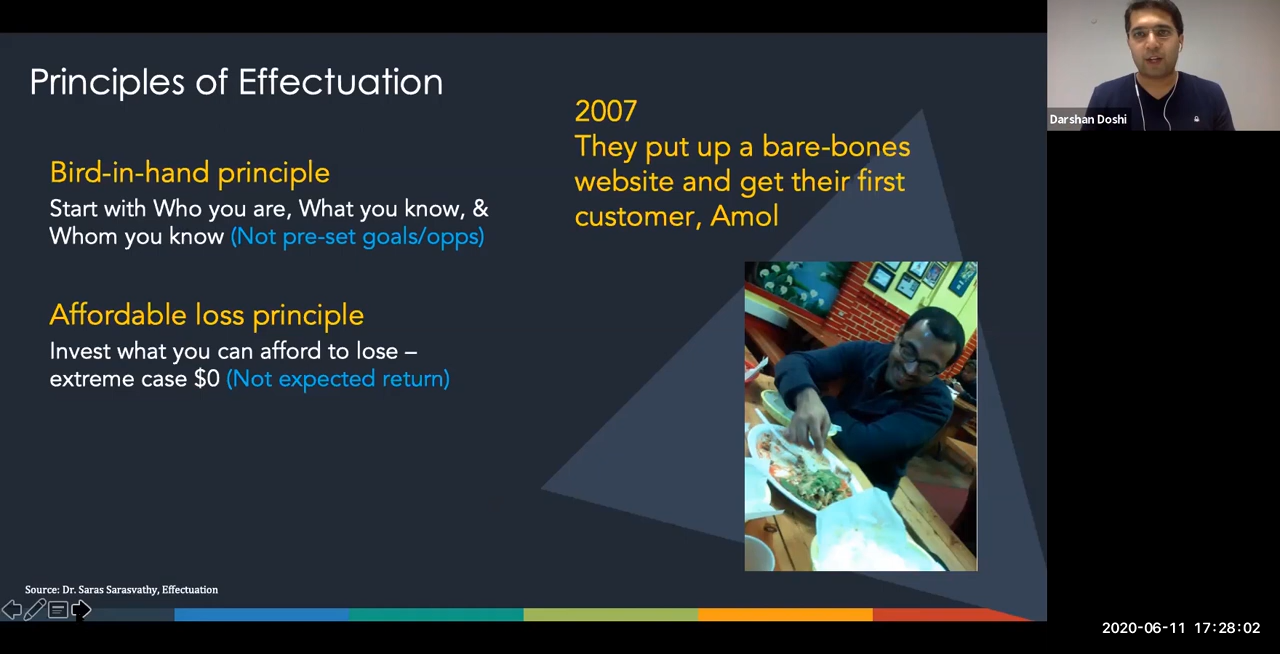 Principles of Effectuation
Bird-in-hand principle
Start with Who you are, What you know, &
Whom you know (Not pre-set goals/opps)
Affordable loss principle
Invest what you can afford to lose –
extreme case $0 (Not expected return)
2007
They put up a bare-bones
website and get their first
customer, Amol
Source: Dr. Saras Sarasvathy, Effectuation
Darshan Doshi
2020-06-11 17:28:02